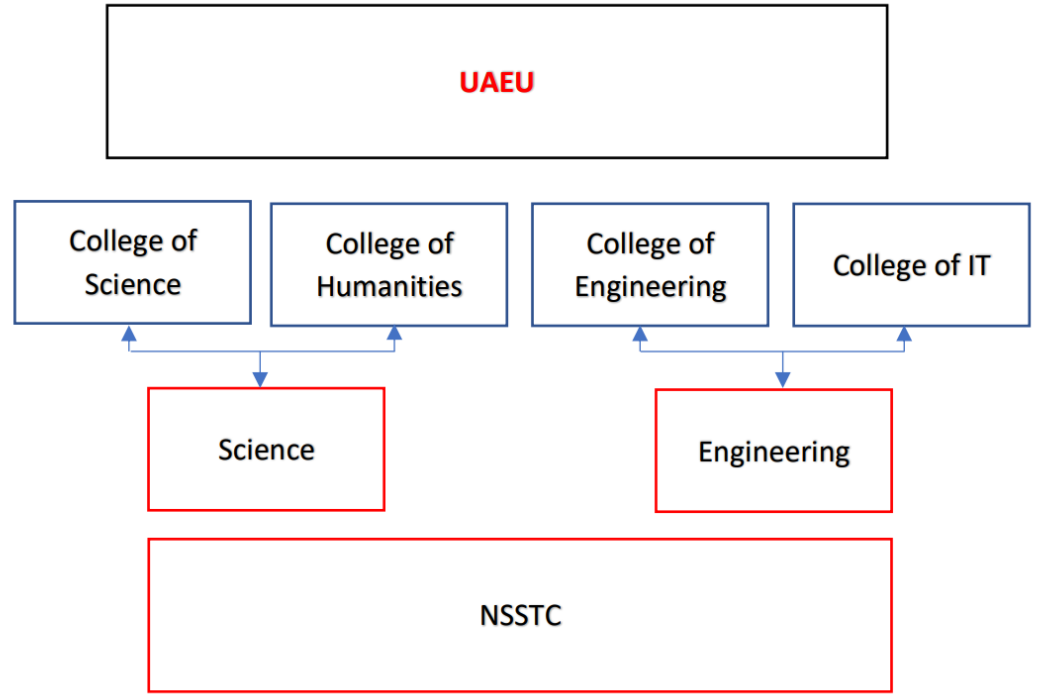 UAEU
College of
Science
College of
Humanities
College of
Engineering
College of IT
Science
Engineering
NSSTC